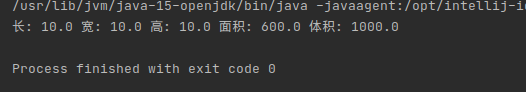 /usr/lib/jvm/java-15-openjdk/bin/java -javaagent:/opt/intellij-i
长: 10.0 宽: 10.0 高: 10.0 面积: 600.0 体积: 1000.0
Process finished with exit code 0